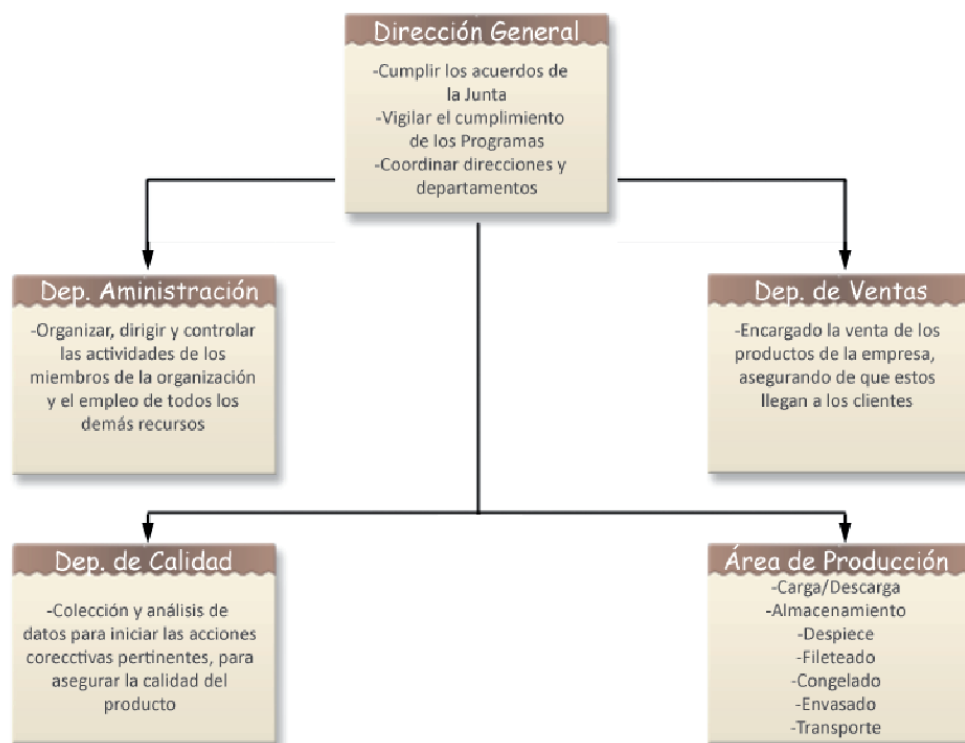 Dirección General
-Cumplir los acuerdos de
la Junta
-Vigilar el cumplimiento
de los Programas
-Coordinar direcciones y
departamentos
Dep. Aministración
-Organizar, dirigir y controlar
las actividades de los
miembros de la organización
y el empleo de todos los
demás recursos
Dep. de Ventas
-Encargado la venta de los
productos de la empresa,
asegurando de que estos
llegan a los clientes
Dep. de Calidad
-Colección y análisis de
datos para iniciar las acciones
corecctivas pertinentes, para
asegurar la calidad del
producto
Área de Producción
-Carga/Descarga
-Almacenamiento
-Despiece
-Fileteado
-Congelado
-Envasado
-Transporte